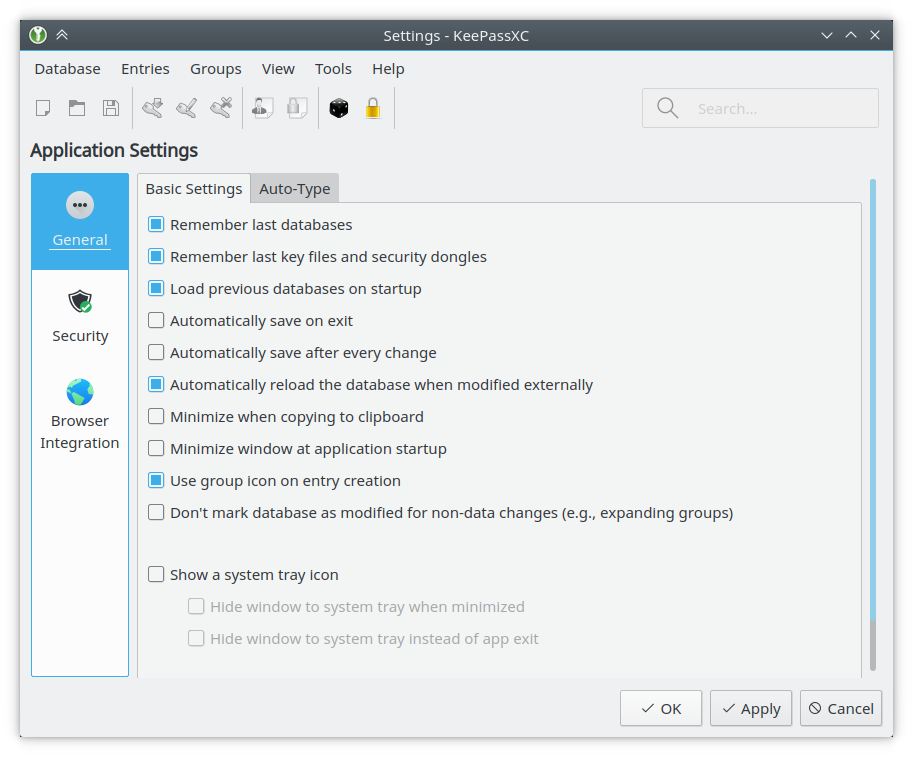 Settings - KeePassXC
Database Entries Groups View Tools Help
Search...
Application Settings
General
Security
Browser
Integration
Basic Settings Auto-Type
Remember last databases
Remember last key files and security dongles
Load previous databases on startup
Automatically save on exit
Automatically save after every change
Automatically reload the database when modified externally
Minimize when copying to clipboard
Minimize window at application startup
Use group icon on entry creation
Don't mark database as modified for non-data changes (e.g., expanding groups)
Show a system tray icon
Hide window to system tray when minimized
Hide window to system tray instead of app exit
OK Apply Cancel